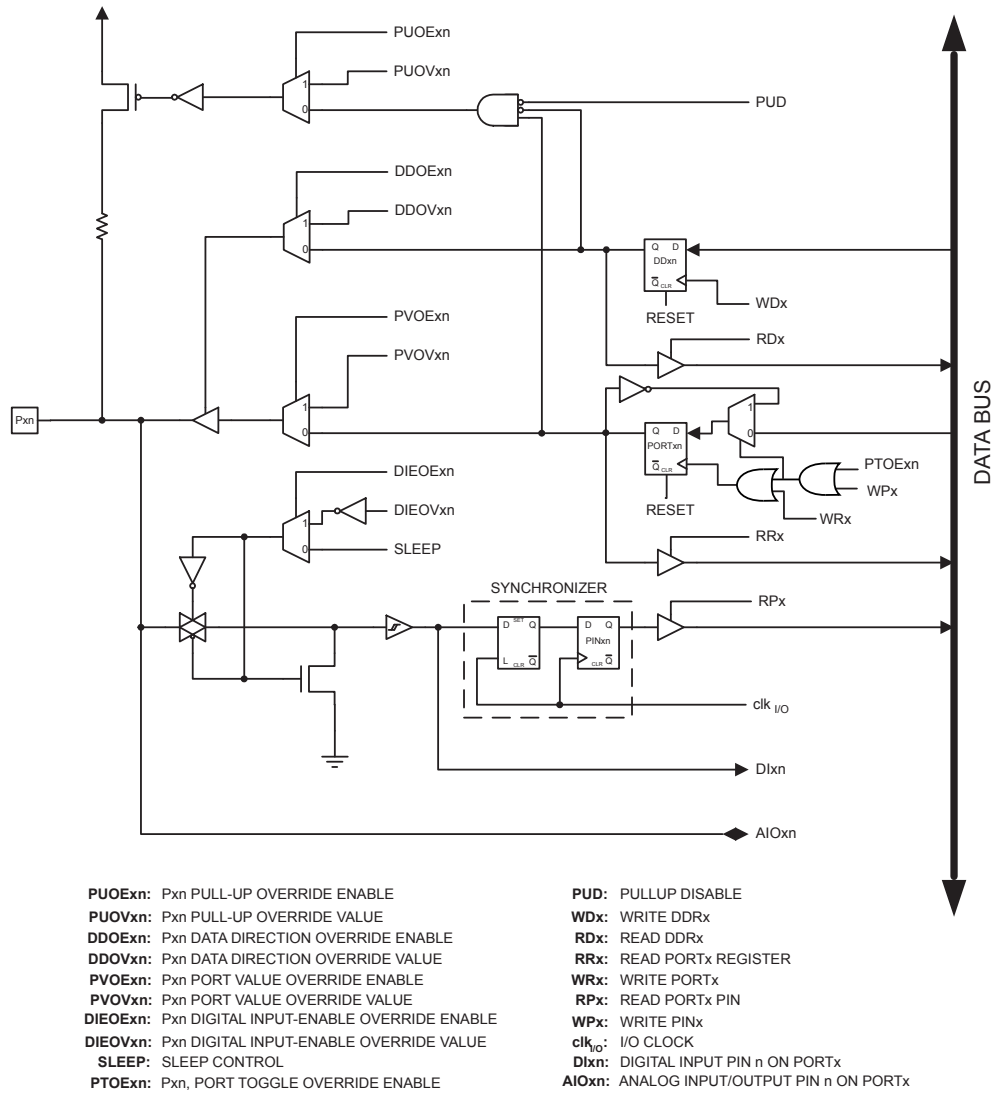 PUOExn
PUOVxn
1
0
PUD
DDOExn
DDOVxn
1
0
Q D
DDxn
Q CLR
WDx
RESET
RDx
PVOExn
PVOVxn
1
0
Pxn
1
0
Q D
PORTxn
Q CLR
PTOExn
WPx
WRx
RESET
RRx
DATA BUS
DIEOExn
DIEOVxn
1
0
SLEEP
SYNCHRONIZER
RPx
D SET Q
L CLR Q
D Q
PINxn
CLR Q
clk I/O
DIxn
AIOxn
PUOExn: Pxn PULL-UP OVERRIDE ENABLE
PUOVxn: Pxn PULL-UP OVERRIDE VALUE
DDOExn: Pxn DATA DIRECTION OVERRIDE ENABLE
DDOVxn: Pxn DATA DIRECTION OVERRIDE VALUE
PVOExn: Pxn PORT VALUE OVERRIDE ENABLE
PVOVxn: Pxn PORT VALUE OVERRIDE VALUE
DIEOExn: Pxn DIGITAL INPUT-ENABLE OVERRIDE ENABLE
DIEOVxn: Pxn DIGITAL INPUT-ENABLE OVERRIDE VALUE
SLEEP: SLEEP CONTROL
PTOExn: Pxn, PORT TOGGLE OVERRIDE ENABLE
PUD: PULLUP DISABLE
WDx: WRITE DDRx
RDx: READ DDRx
RRx: READ PORTx REGISTER
WRx: WRITE PORTx
RPx: READ PORTx PIN
WPx: WRITE PINx
clkI/O: I/O CLOCK
DIxn: DIGITAL INPUT PIN n ON PORTx
AIOxn: ANALOG INPUT/OUTPUT PIN n ON PORTx